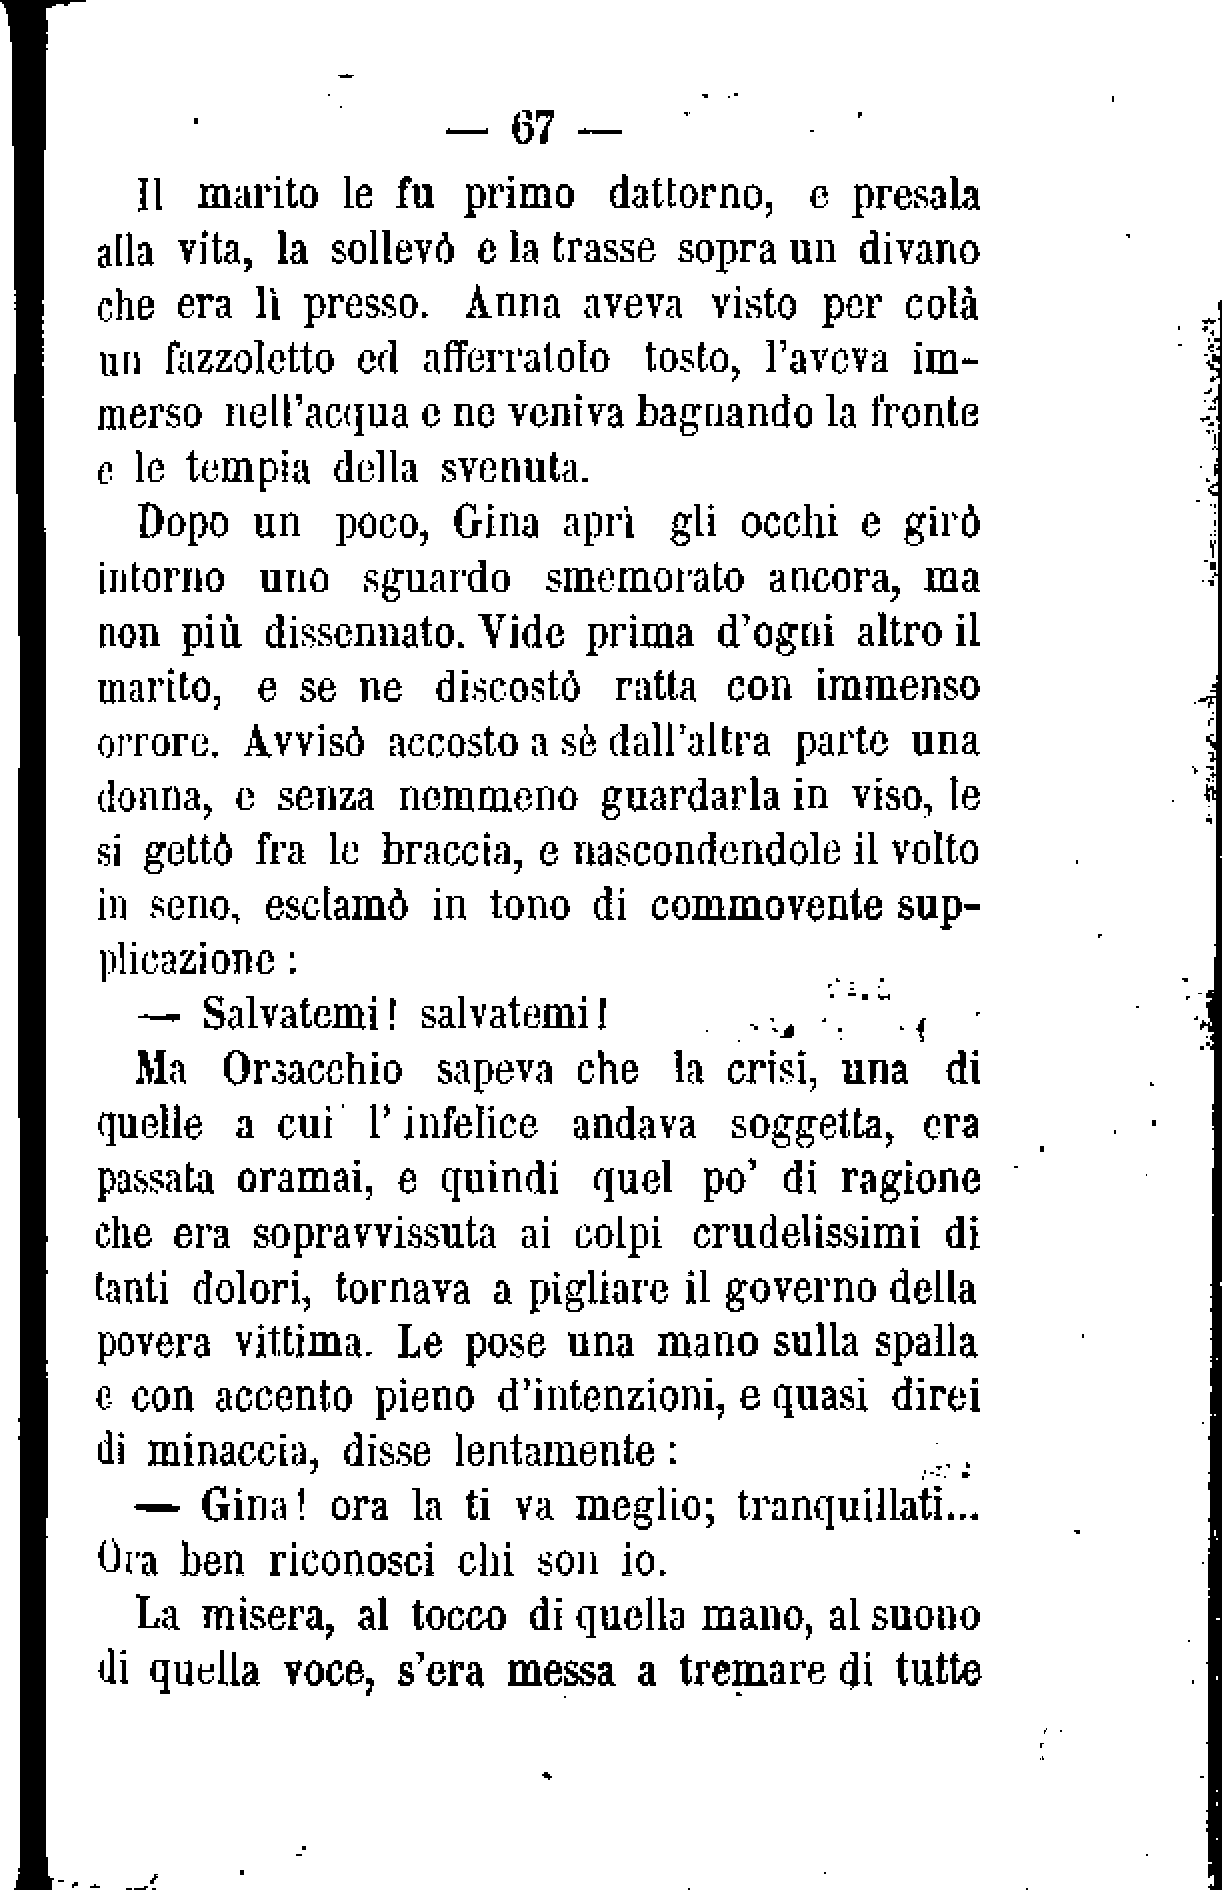 — 67 —
Il marito le fu primo dattorno, e presala
alla vita, la sollevò e la trasse sopra un divano
che era lì presso. Anna aveva visto per colà
un fazzoletto ed afferratolo tosto, l'aveva im-
merso nell'acqua e ne veniva bagnando la fronte
e le tempia della svenuta.
Dopo un poco, Gina aprì gli occhi e girò
intorno uno sguardo smemorato ancora, ma
non più dissennato. Vide prima d'ogni altro il
marito, e se ne discostò ratta con immenso
orrore. Avvisò accosto a sè dall'altra parte una
donna, e senza nemmeno guardarla in viso, le
si gettò fra le braccia, e nascondendole il volto
in seno, esclamò in tono di commovente sup-
plicazione :
— Salvatemi! salvatemi!
Ma Orsacchio sapeva che la crisi, una di
quelle a cui l'infelice andava soggetta, era
passata oramai, e quindi quel po' di ragione
che era sopravvissuta ai colpi crudelissimi di
tanti dolori, tornava a pigliare il governo della
povera vittima. Le pose una mano sulla spalla
e con accento pieno d'intenzioni, e quasi direi
di minaccia, disse lentamente :
— Gina! ora la ti va meglio; tranquillati...
Ora ben riconosci chi son io.
La misera, al tocco di quella mano, al suono
di quella voce, s'era messa a tremare di tutte